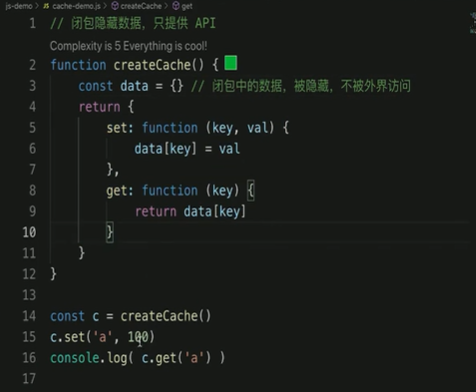 js-demo > cache-demo.js > createCache > get
1 // 闭包隐藏数据，只提供 API
Complexity is 5 Everything is cool!
2 function createCache() {
3 const data = {} // 闭包中的数据，被隐藏，不被外界访问
4 return {
5 set: function (key, val) {
6 data[key] = val
7 },
8 get: function (key) {
9 return data[key]
10 }
11 }
12 }
13
14 const c = createCache()
15 c.set('a', 100)
16 console.log( c.get('a') )
17